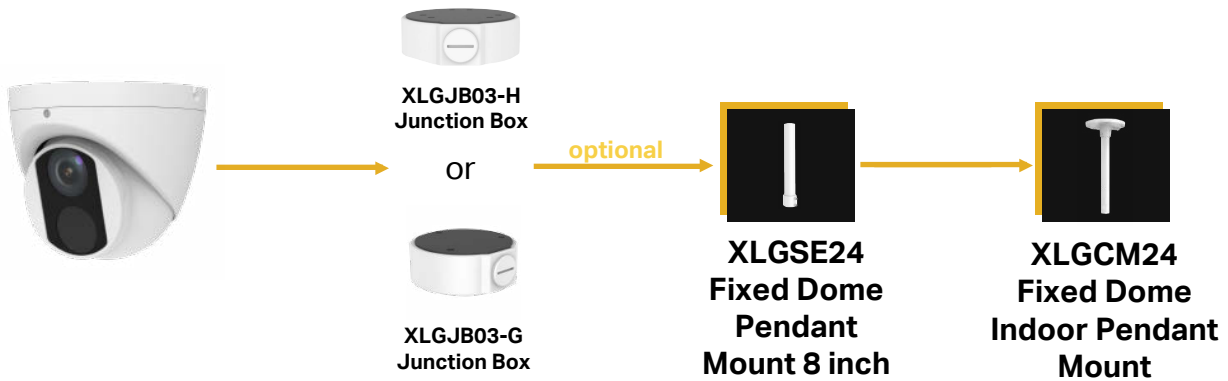 XLGJB03-H
Junction Box
or
XLGJB03-G
Junction Box
optional
XLGSE24
Fixed Dome
Pendant
Mount 8 inch
XLGCM24
Fixed Dome
Indoor Pendant
Mount